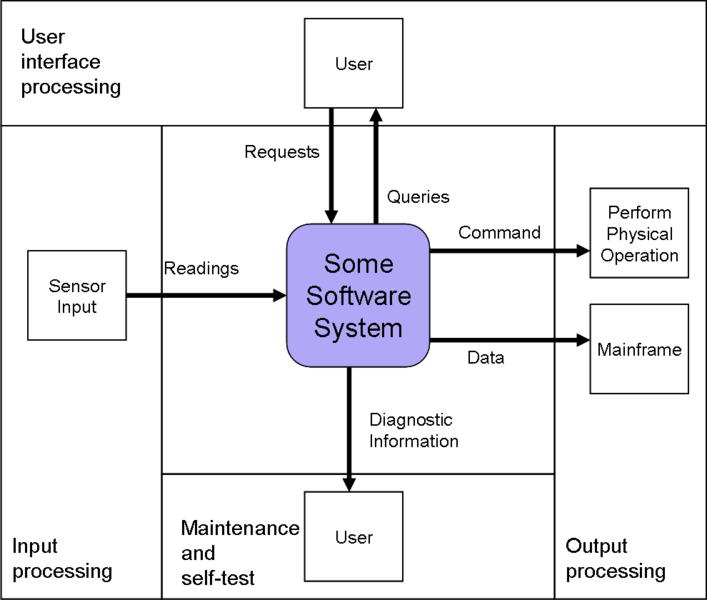 User
interface
processing
User
Requests
Queries
Command
Perform
Physical
Operation
Sensor
Input
Readings
Some
Software
System
Data
Mainframe
Diagnostic
Information
Input
processing
Maintenance
and
self-test
User
Output
processing